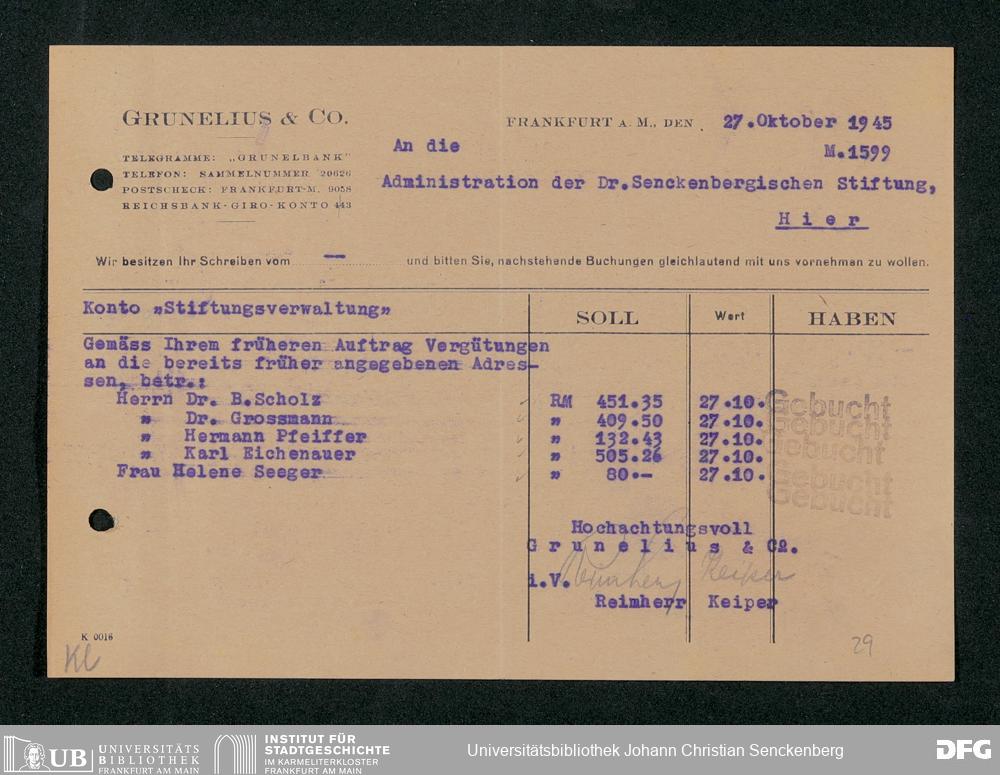 GRUNELIUS & CO.
FRANKFURT A. M., DEN 27.Oktober 1945
An die
M.1599
TELEGRAMME: „GRUNELBANK"
TELEFON: SAMMELNUMMER 20626
POSTSCHECK: FRANKFURT-M. 9058
REICHSBANK-GIRO-KONTO 443
Administration der Dr.Senckenbergischen Stiftung,
Hier
Wir besitzen Ihr Schreiben vom — und bitten Sie, nachstehende Buchungen gleichlautend mit uns vornehmen zu wollen.
Konto "Stiftungsverwaltung"
SOLL
Wert
HABEN
Gemäss Ihrem früheren Auftrag Vergütungen
an die bereits früher angegebenen Adres-
sen, betr.:
Herrn Dr. B.Scholz RM 451.35 27.10. Gebucht
" Dr. Grossmann " 409.50 27.10. Gebucht
" Hermann Pfeiffer " 132.43 27.10. Gebucht
" Karl Eichenauer " 505.26 27.10. Gebucht
Frau Helene Seeger " 80.— 27.10. Gebucht
Hochachtungsvoll
Grunelius & Co.
i.V.
Keiper
Reimherr Keiper
K 0016
Kl
29
UB UNIVERSITÄTS
BIBLIOTHEK
FRANKFURT AM MAIN
INSTITUT FÜR
STADTGESCHICHTE
IM KARMELITERKLOSTER
FRANKFURT AM MAIN
Universitätsbibliothek Johann Christian Senckenberg
DFG